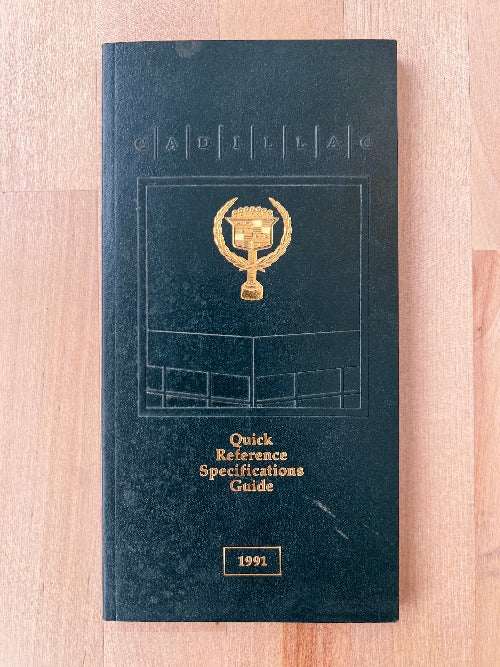 CADILLAC
Quick
Reference
Specifications
Guide
1991